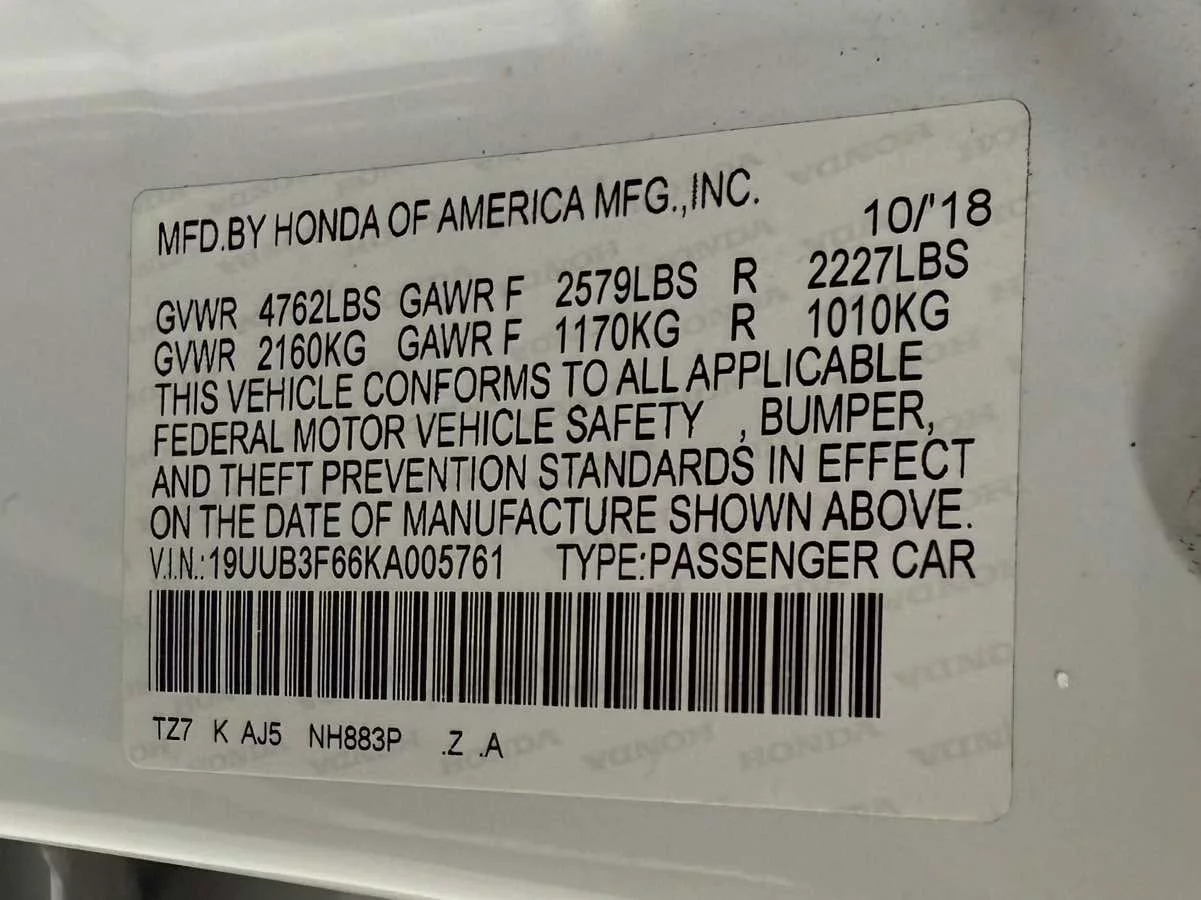 MFD.BY HONDA OF AMERICA MFG.,INC. 10/'18
GVWR 4762LBS GAWR F 2579LBS R 2227LBS
GVWR 2160KG GAWR F 1170KG R 1010KG
THIS VEHICLE CONFORMS TO ALL APPLICABLE
FEDERAL MOTOR VEHICLE SAFETY , BUMPER,
AND THEFT PREVENTION STANDARDS IN EFFECT
ON THE DATE OF MANUFACTURE SHOWN ABOVE.
V.I.N.:19UUB3F66KA005761 TYPE:PASSENGER CAR
TZ7 K AJ5 NH883P .Z .A